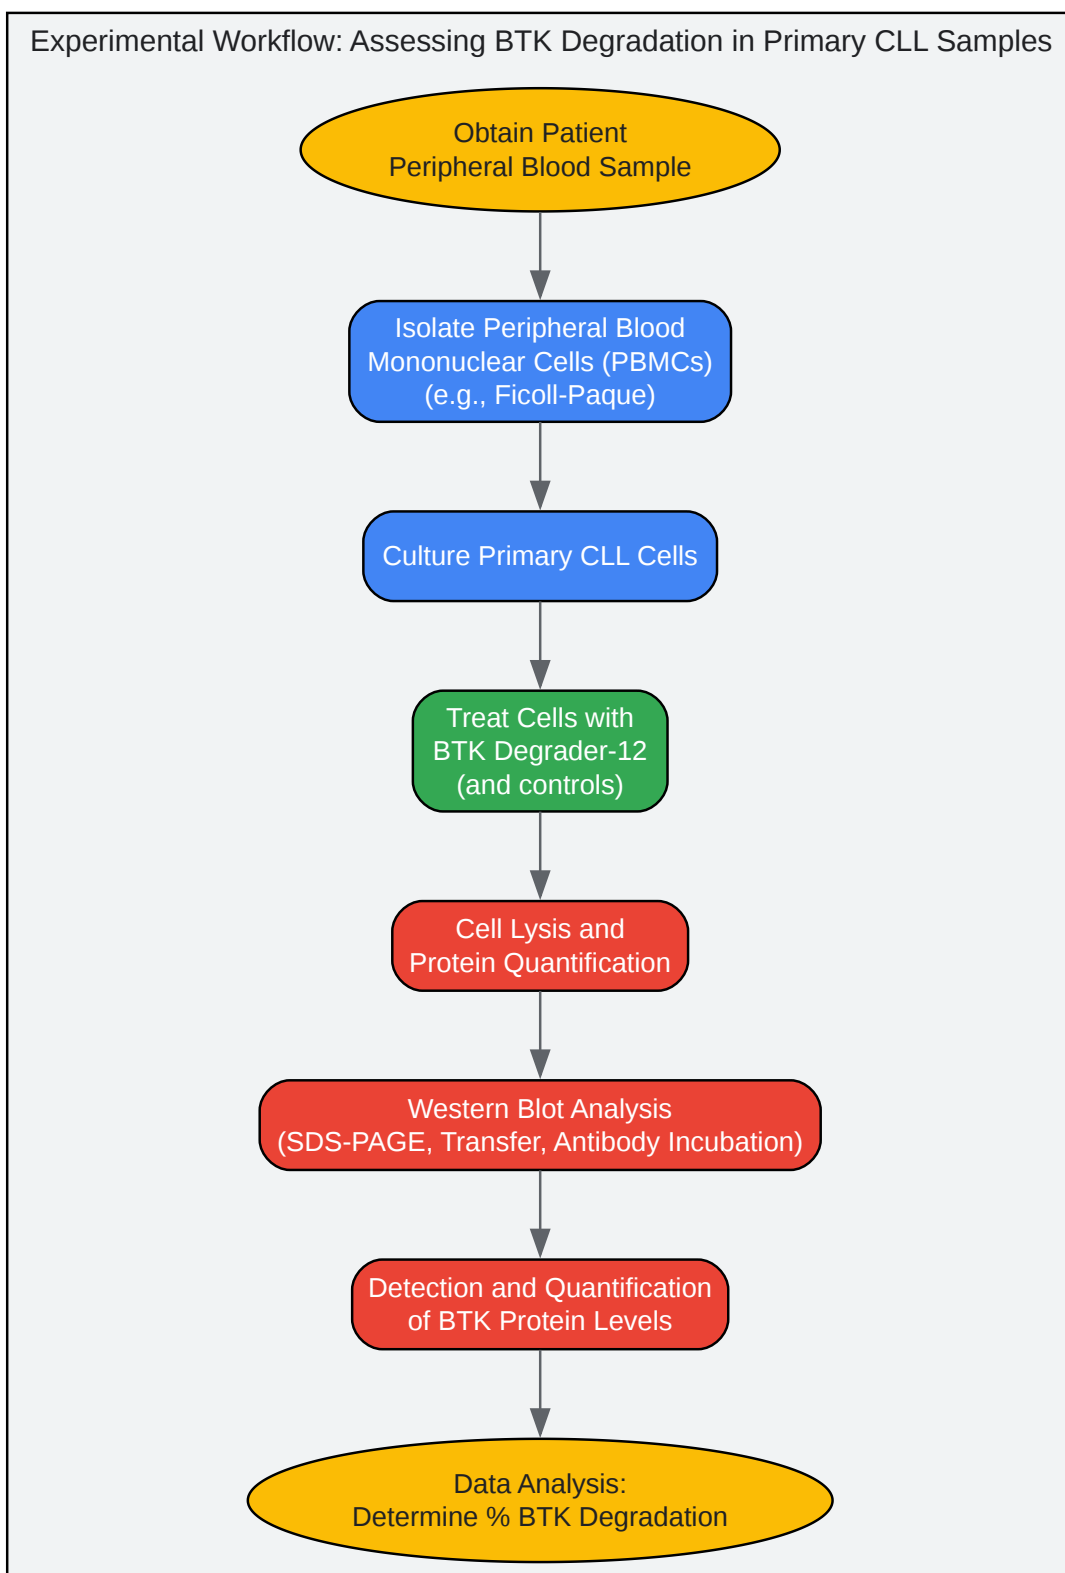 Experimental Workflow: Assessing BTK Degradation in Primary CLL Samples
Obtain Patient
Peripheral Blood Sample
Isolate Peripheral Blood
Mononuclear Cells (PBMCs)
(e.g., Ficoll-Paque)
Culture Primary CLL Cells
Treat Cells with
BTK Degrader-12
(and controls)
Cell Lysis and
Protein Quantification
Western Blot Analysis
(SDS-PAGE, Transfer, Antibody Incubation)
Detection and Quantification
of BTK Protein Levels
Data Analysis:
Determine % BTK Degradation